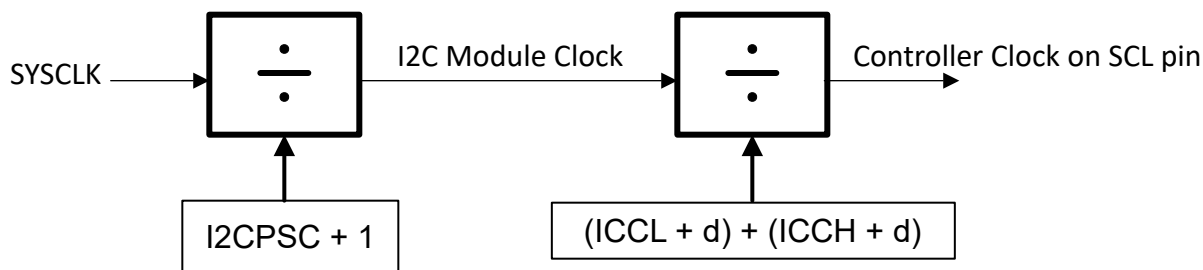 SYSCLK
I2C Module Clock
Controller Clock on SCL pin
I2CPSC + 1
(ICCL + d) + (ICCH + d)